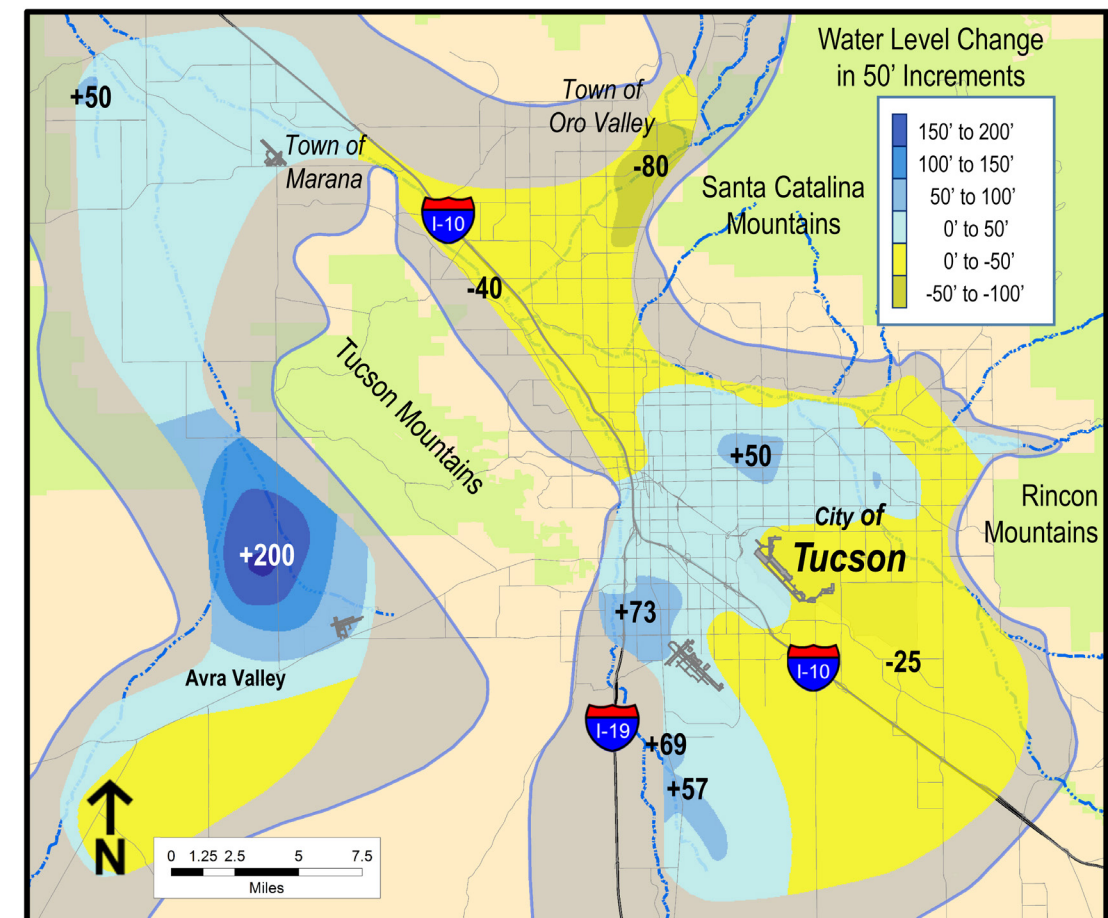 Water Level Change
in 50' Increments
150' to 200'
100' to 150'
50' to 100'
0' to 50'
0' to -50'
-50' to -100'
+50
Town of
Oro Valley
Town of
Marana
-80
Santa Catalina
Mountains
I-10
-40
Tucson Mountains
+50
City of
Tucson
Rincon
Mountains
+200
+73
-25
I-10
Avra Valley
I-19
+69
+57
N
0 1.25 2.5 5 7.5
Miles